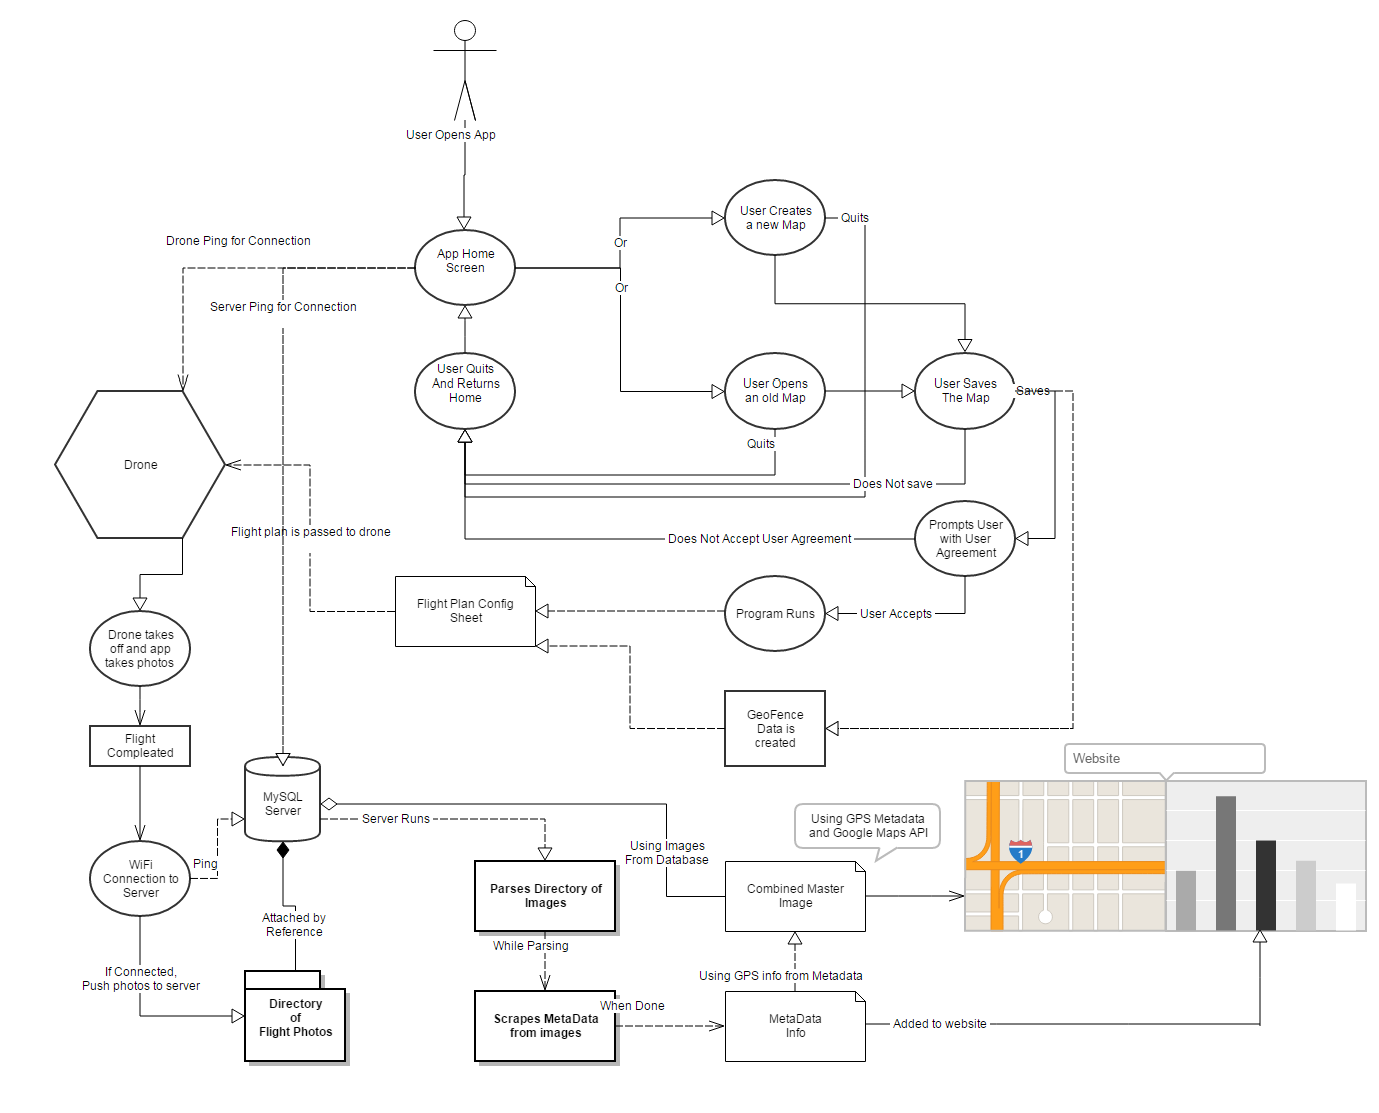 User Opens App
User Creates
a new Map
Quits
Drone Ping for Connection
Or
App Home
Screen
Or
Server Ping for Connection
User Quits
And Returns
Home
User Opens
an old Map
User Saves
The Map
Saves
Quits
Drone
Does Not save
Flight plan is passed to drone
Does Not Accept User Agreement
Prompts User
with User
Agreement
Flight Plan Config
Sheet
Program Runs
User Accepts
Drone takes
off and app
takes photos
GeoFence
Data is
created
Flight
Compleated
Website
MySQL
Server
Server Runs
Using GPS Metadata
and Google Maps API
1
Using Images
From Database
Ping
WiFi
Connection to
Server
Parses Directory of
Images
Combined Master
Image
Attached by
Reference
While Parsing
If Connected,
Push photos to server
Using GPS info from Metadata
Directory
of
Flight Photos
When Done
Scrapes MetaData
from images
MetaData
Info
Added to website